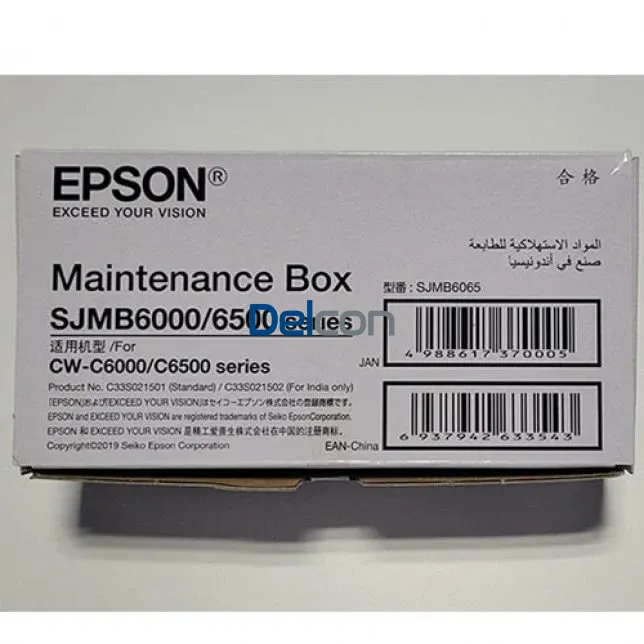 EPSON®
EXCEED YOUR VISION
合格
المواد الاستهلاكية للطابعة
صنع في أندونيسيا
Maintenance Box
型番：SJMB6065
SJMB6000/6500 series
Delcon
适用机型 /For
CW-C6000/C6500 series
JAN
4 988617 370005
Product No. C33S021501 (Standard) / C33S021502 (For India only)
「EPSON」および「EXCEED YOUR VISION」はセイコーエプソン株式会社の登録商標です。
EPSON and EXCEED YOUR VISION are registered trademarks of Seiko EpsonCorporation.
EPSON 和 EXCEED YOUR VISION 是精工爱普生株式会社在中国的注册商标。
Copyright©2019 Seiko Epson Corporation
EAN-China
6 937942 633543